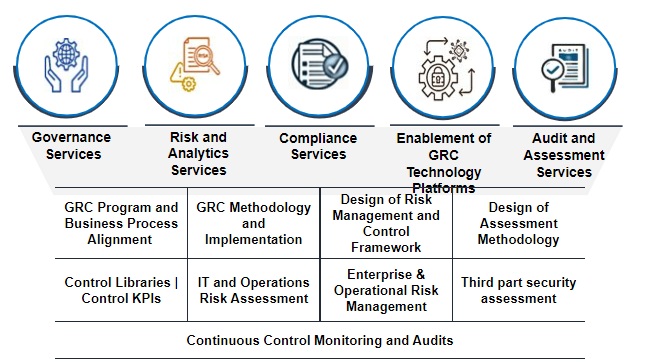 Governance
Services
Risk and
Analytics
Services
Compliance
Services
Enablement of
GRC
Technology
Platforms
Audit and
Assessment
Services
RISK
AUDIT
GRC Program and
Business Process
Alignment
GRC Methodology
and
Implementation
Design of Risk
Management and
Control
Framework
Design of
Assessment
Methodology
Control Libraries |
Control KPIs
IT and Operations
Risk Assessment
Enterprise &
Operational Risk
Management
Third part security
assessment
Continuous Control Monitoring and Audits